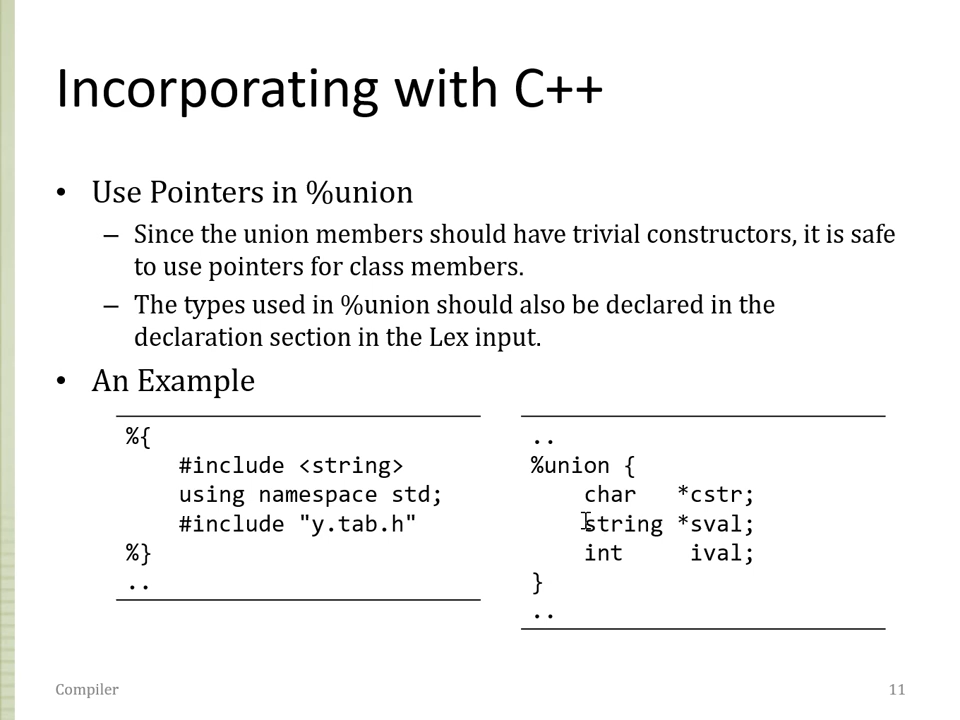 Incorporating with C++
• Use Pointers in %union
– Since the union members should have trivial constructors, it is safe
to use pointers for class members.
– The types used in %union should also be declared in the
declaration section in the Lex input.
• An Example
%{
#include <string>
using namespace std;
#include "y.tab.h"
%}
..
..
%union {
char *cstr;
string *sval;
int ival;
}
..
Compiler
11